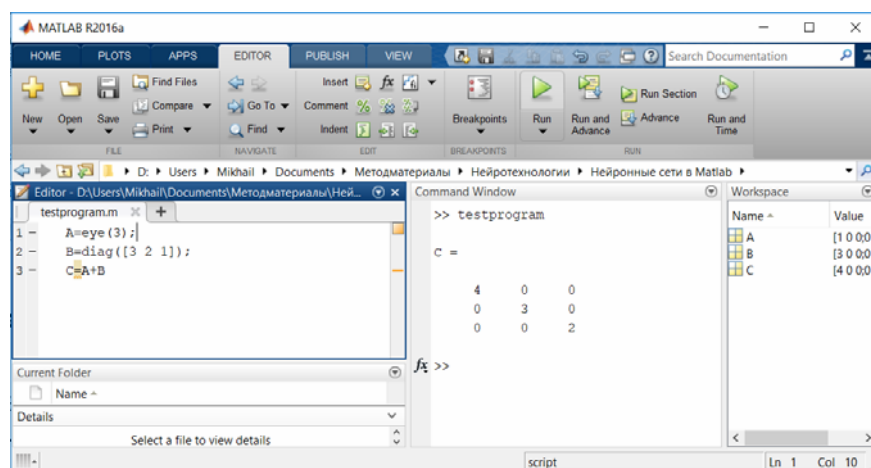 MATLAB R2016a
HOME PLOTS APPS EDITOR PUBLISH VIEW Search Documentation
New Open Save Find Files Compare Print
Go To Find
Insert fx Comment Indent
Breakpoints Run Run and Advance Run Section Advance Run and Time
FILE NAVIGATE EDIT BREAKPOINTS RUN
D: Users Mikhail Documents Методматериалы Нейротехнологии Нейронные сети в Matlab
Editor - D:\Users\Mikhail\Documents\Методматериалы\Ней...
testprogram.m
1 - A=eye(3);
2 - B=diag([3 2 1]);
3 - C=A+B
Current Folder
Name
Details
Select a file to view details
Command Window
>> testprogram
C =
4 0 0
0 3 0
0 0 2
fx >>
Workspace
Name Value
A [1 0 0;0
B [3 0 0;0
C [4 0 0;0
script Ln 1 Col 10